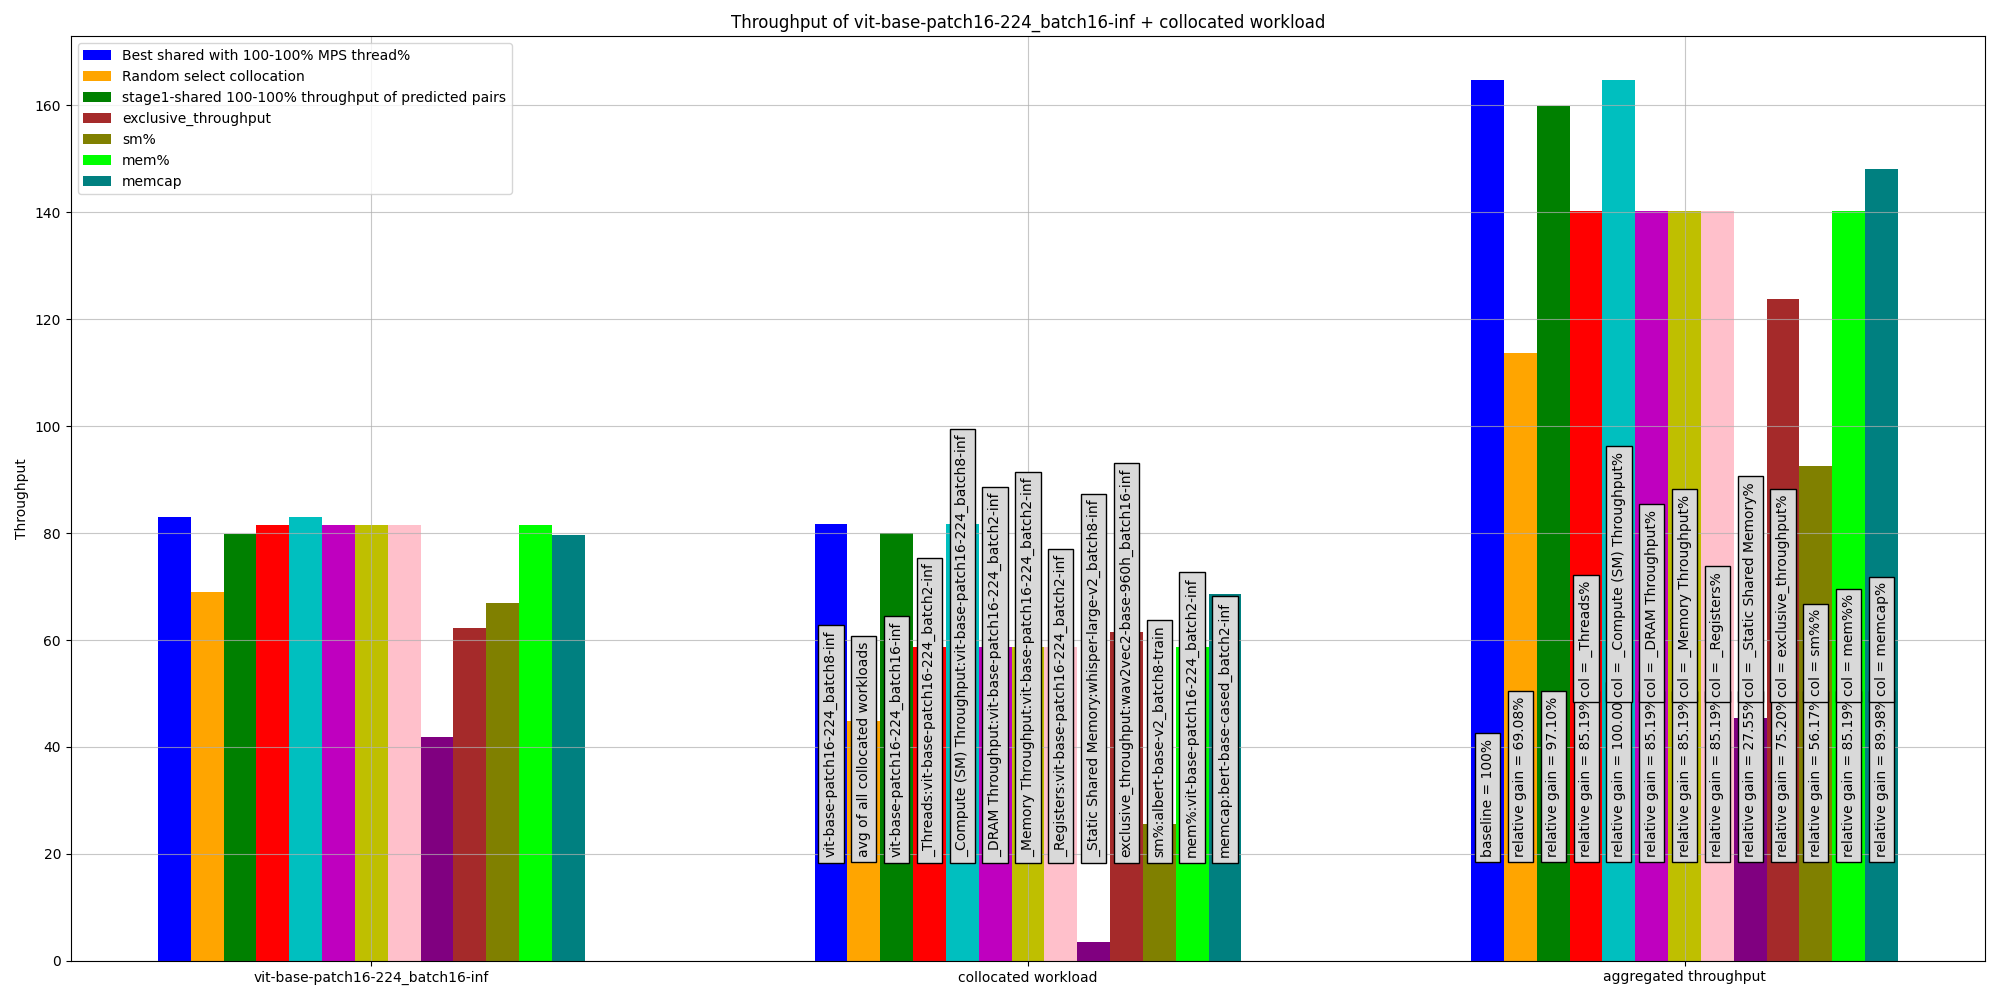 Throughput of vit-base-patch16-224_batch16-inf + collocated workload
Best shared with 100-100% MPS thread%
Random select collocation
stage1-shared 100-100% throughput of predicted pairs
exclusive_throughput
sm%
mem%
memcap
Throughput
160
140
120
100
80
60
40
20
0
vit-base-patch16-224_batch8-inf
avg of all collocated workloads
vit-base-patch16-224_batch16-inf
_Threads:vit-base-patch16-224_batch2-inf
_Compute (SM) Throughput:vit-base-patch16-224_batch8-inf
_DRAM Throughput:vit-base-patch16-224_batch2-inf
_Memory Throughput:vit-base-patch16-224_batch2-inf
_Registers:vit-base-patch16-224_batch2-inf
_Static Shared Memory:whisper-large-v2_batch8-inf
exclusive_throughput:wav2vec2-base-960h_batch16-inf
sm%:albert-base-v2_batch8-train
mem%:vit-base-patch16-224_batch2-inf
memcap:bert-base-cased_batch2-inf
baseline = 100%
relative gain = 69.08%
relative gain = 97.10%
relative gain = 85.19%
col = _Threads%
relative gain = 100.00
col = _Compute (SM) Throughput%
relative gain = 85.19%
col = _DRAM Throughput%
relative gain = 85.19%
col = _Memory Throughput%
relative gain = 85.19%
col = _Registers%
relative gain = 27.55%
col = _Static Shared Memory%
relative gain = 75.20%
col = exclusive_throughput%
relative gain = 56.17%
col = sm%%
relative gain = 85.19%
col = mem%%
relative gain = 89.98%
col = memcap%
vit-base-patch16-224_batch16-inf
collocated workload
aggregated throughput